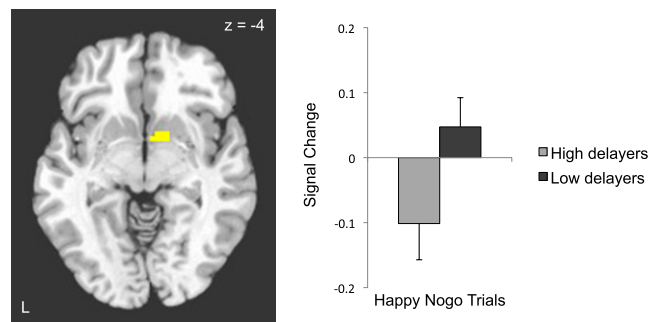 z = -4
L
Signal Change
0.2
0.1
0
-0.1
-0.2
Happy Nogo Trials
High delayers
Low delayers